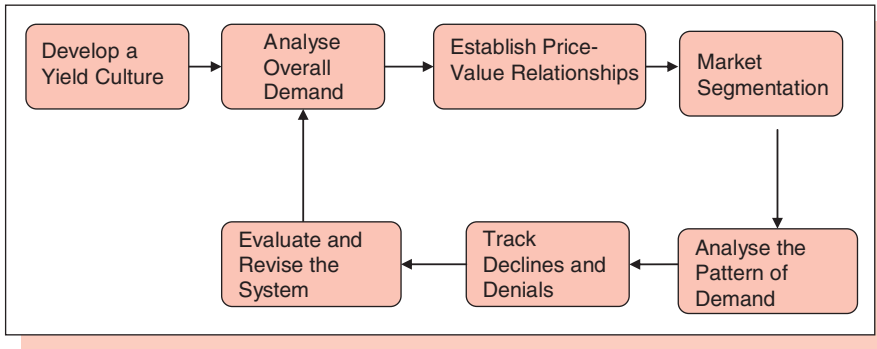 Develop a
Yield Culture
Analyse
Overall
Demand
Establish Price-
Value Relationships
Market
Segmentation
Analyse the
Pattern of
Demand
Track
Declines and
Denials
Evaluate and
Revise the
System